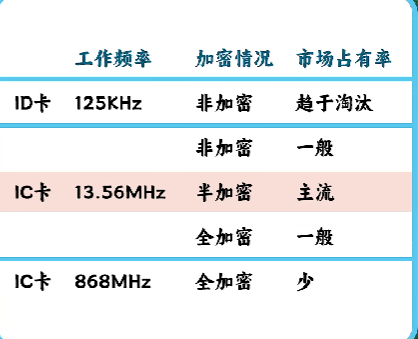 工作频率 加密情况 市场占有率
ID卡 125KHz 非加密 趋于淘汰
非加密 一般
IC卡 13.56MHz 半加密 主流
全加密 一般
IC卡 868MHz 全加密 少